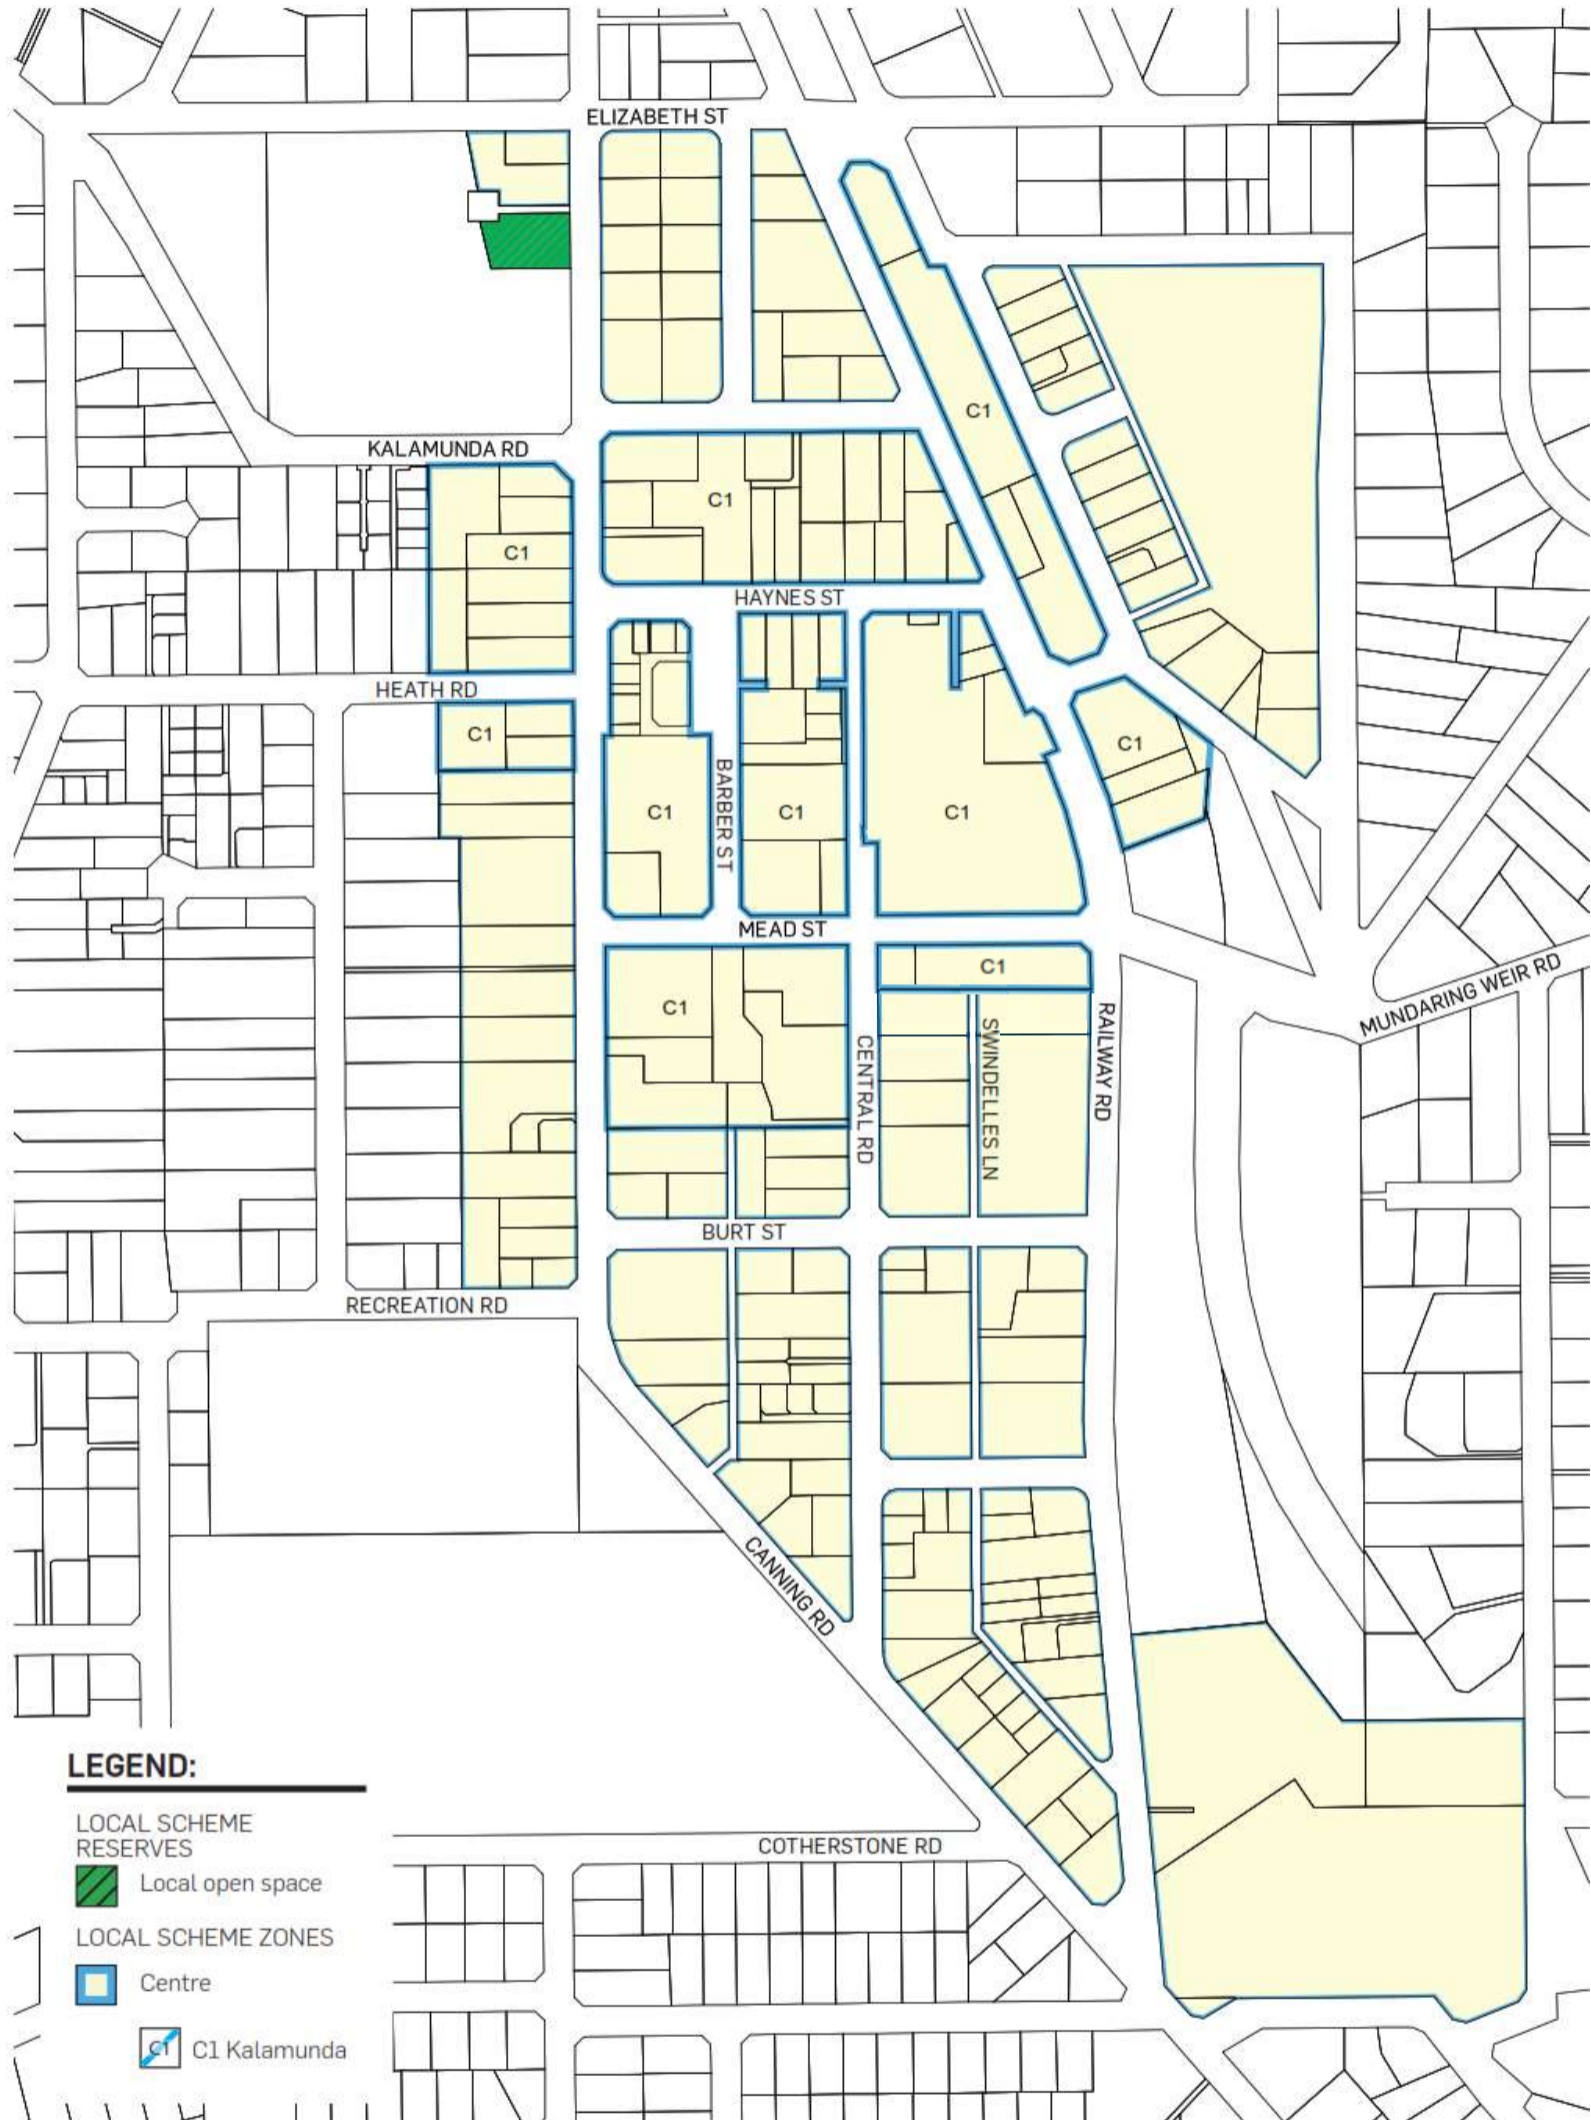 ELIZABETH ST
C1
KALAMUNDA RD
C1
C1
HAYNES ST
HEATH RD
C1
C1
BARBER ST
C1
C1
C1
MEAD ST
C1
C1
MUNDARING WEIR RD
SWINDELLES LN
RAILWAY RD
CENTRAL RD
BURT ST
RECREATION RD
CANNING RD
COTHERSTONE RD
LEGEND:
LOCAL SCHEME
RESERVES
Local open space
LOCAL SCHEME ZONES
Centre
C1
C1 Kalamunda